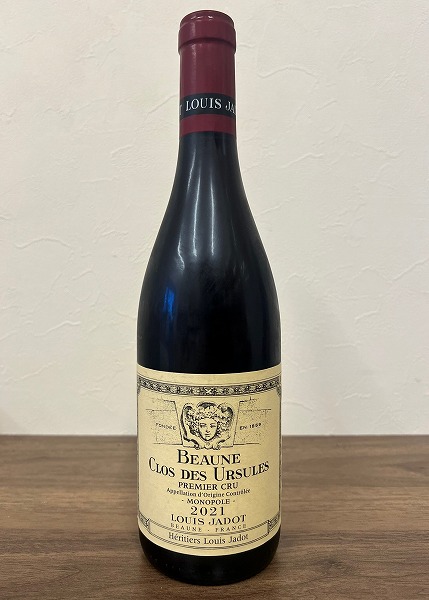 LOUIS JAD
FONDÉE EN 1859
BEAUNE
CLOS DES URSULES
PREMIER CRU
Appellation d'Origine Contrôlée
- MONOPOLE -
2021
LOUIS JADOT
BEAUNE - FRANCE
Héritiers Louis Jadot